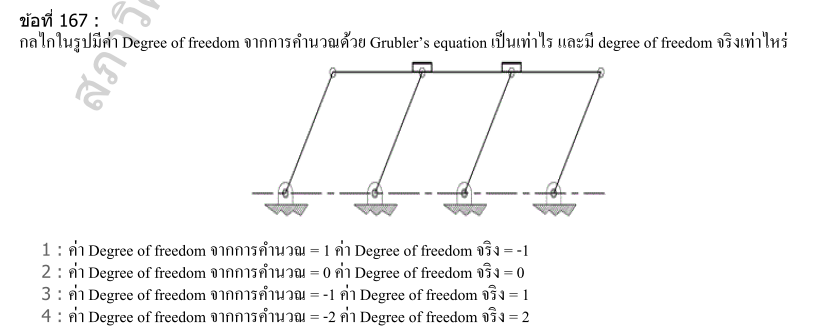 สภาวิ
ข้อที่ 167 :
กลไกในรูปมีค่า Degree of freedom จากการคำนวณด้วย Grubler's equation เป็นเท่าไร และมี degree of freedom จริงเท่าไหร่
1 : ค่า Degree of freedom จากการคำนวณ = 1 ค่า Degree of freedom จริง = -1
2 : ค่า Degree of freedom จากการคำนวณ = 0 ค่า Degree of freedom จริง = 0
3 : ค่า Degree of freedom จากการคำนวณ = -1 ค่า Degree of freedom จริง = 1
4 : ค่า Degree of freedom จากการคำนวณ = -2 ค่า Degree of freedom จริง = 2